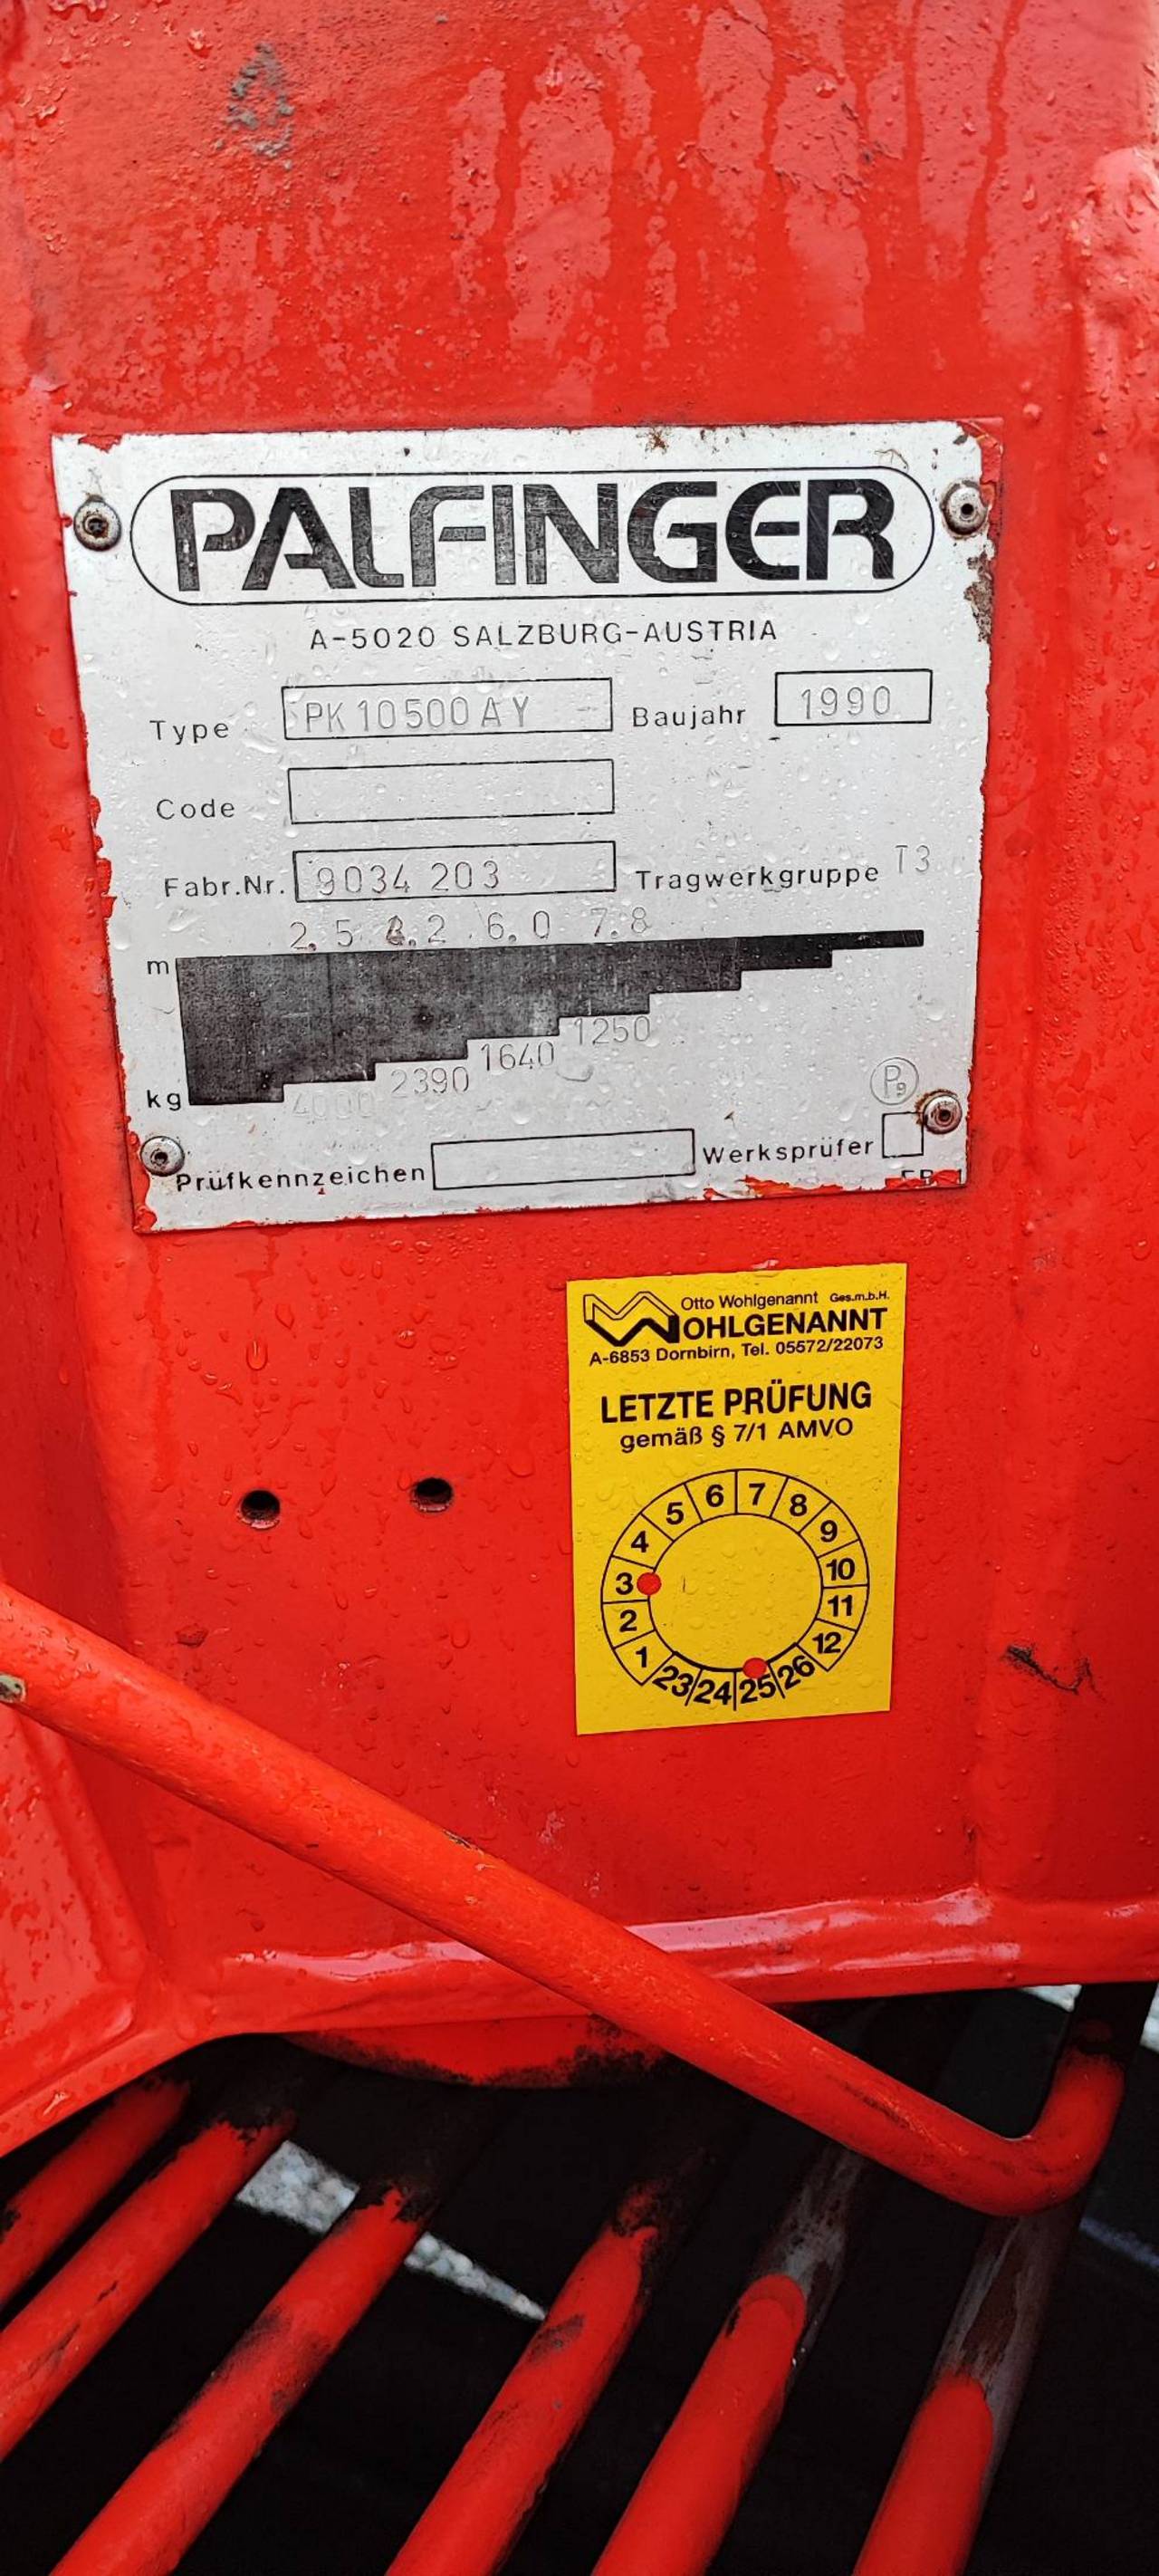 PALFINGER
A-5020 SALZBURG-AUSTRIA
Type PK 10500 A Y Baujahr 1990
Code
Fabr.Nr. 9034 203 Tragwerkgruppe T3
2,5 4,2 6,0 7,8
m
1250
1640
2390
4000
kg
P9
Prüfkennzeichen Werksprüfer
Otto Wohlgenannt Ges.m.b.H.
WOHLGENANNT
A-6853 Dornbirn, Tel. 05572/22073
LETZTE PRÜFUNG
gemäß § 7/1 AMVO
1 2 3 4 5 6 7 8 9 10 11 12
23 24 25 26